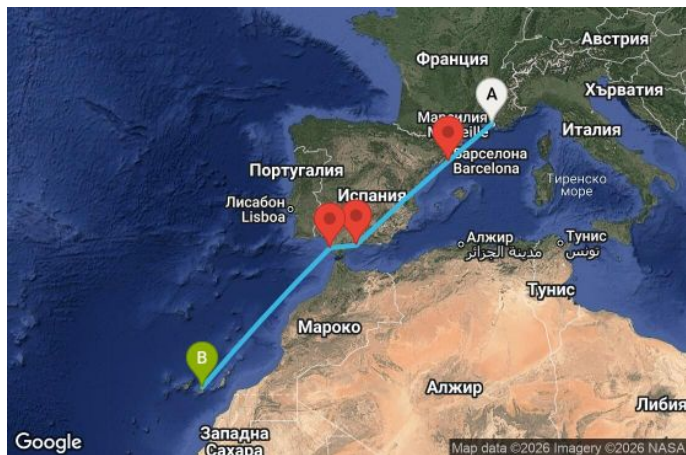 Австрия
Франция
A
Хърватия
Марсилия
Marseille
Италия
Барселона
Barcelona
Португалия
Тиренско
море
Испания
Лисабон
Lisboa
Алжир
مدينة الجزائر
Тунис
تونس
Тунис
Мароко
B
Алжир
Либия
Западна
Сахара
Google
Map data ©2026 Imagery ©2026 NASA